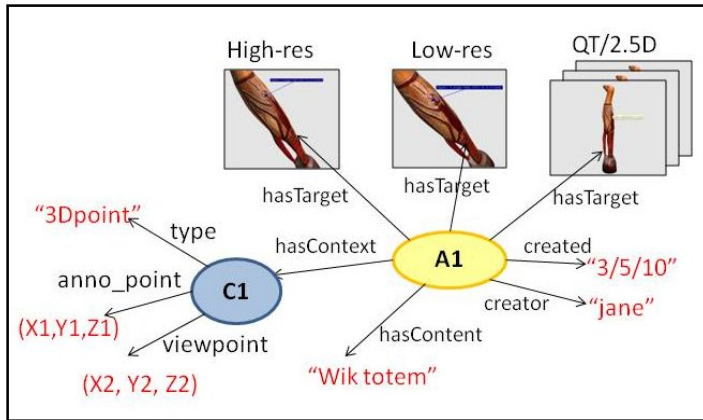 High-res
Low-res
QT/2.5D
hasTarget
hasTarget
hasTarget
“3Dpoint”
type
hasContext
A1
created
“3/5/10”
anno_point
C1
creator
“jane”
(X1,Y1,Z1)
viewpoint
hasContent
(X2, Y2, Z2)
“Wik totem”